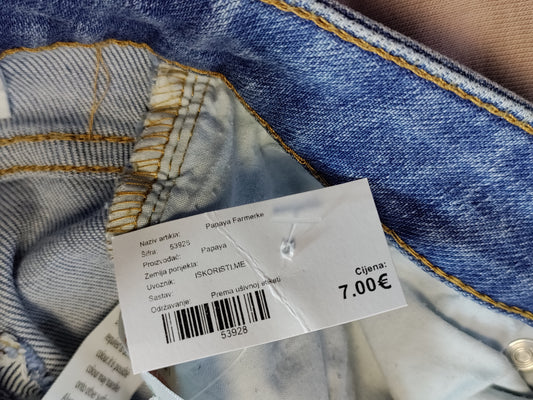 Naziv artikla: Papaya Farmerke
Šifra: 53928
Proizvođač: Papaya
Zemlja porijekla:
Uvoznik: ISKORISTI.ME
Sastav:
Održavanje: Prema ušivnoj etiketi
Cijena:
7.00€
53928